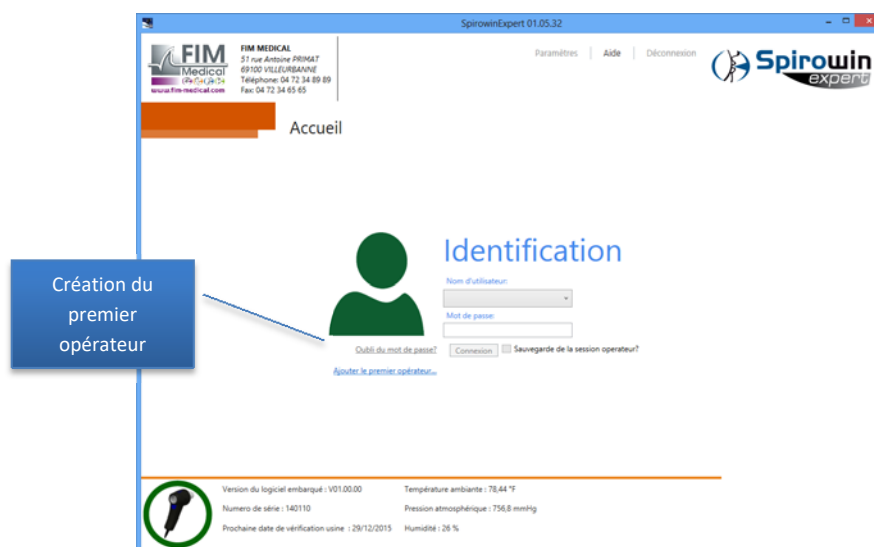 SpirowinExpert 01.05.32
FIM
Medical
www.fim-medical.com
FIM MEDICAL
51 rue Antoine PRIMAT
69100 VILLEURBANNE
Téléphone: 04 72 34 89 89
Fax: 04 72 34 65 65
Paramètres | Aide | Déconnexion
Spirowin
expert
Accueil
Création du
premier
opérateur
Identification
Nom d'utilisateur:
Mot de passe:
Oubli du mot de passe?
Connexion
Sauvegarde de la session operateur?
Ajouter le premier opérateur...
Version du logiciel embarqué : V01.00.00
Température ambiante : 78,44 °F
Numero de série : 140110
Pression atmosphérique : 756,8 mmHg
Prochaine date de vérification usine : 29/12/2015
Humidité : 26 %